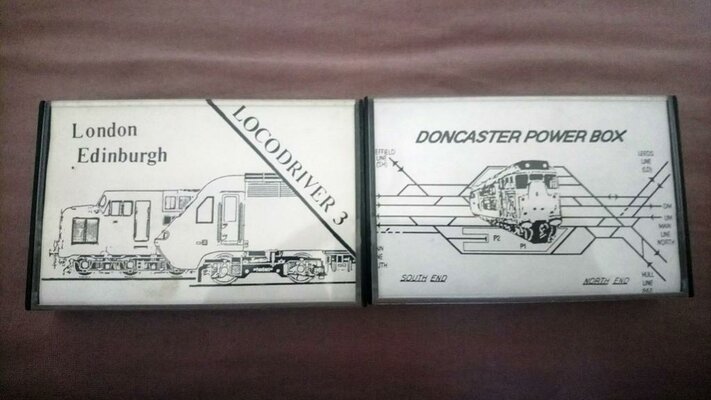 London
Edinburgh
LOCODRIVER 3
DONCASTER POWER BOX
LINE
LEEDS
LINE
P2
P1
MAIN
LINE
NORTH
SOUTH END
NORTH END
HULL
LINE